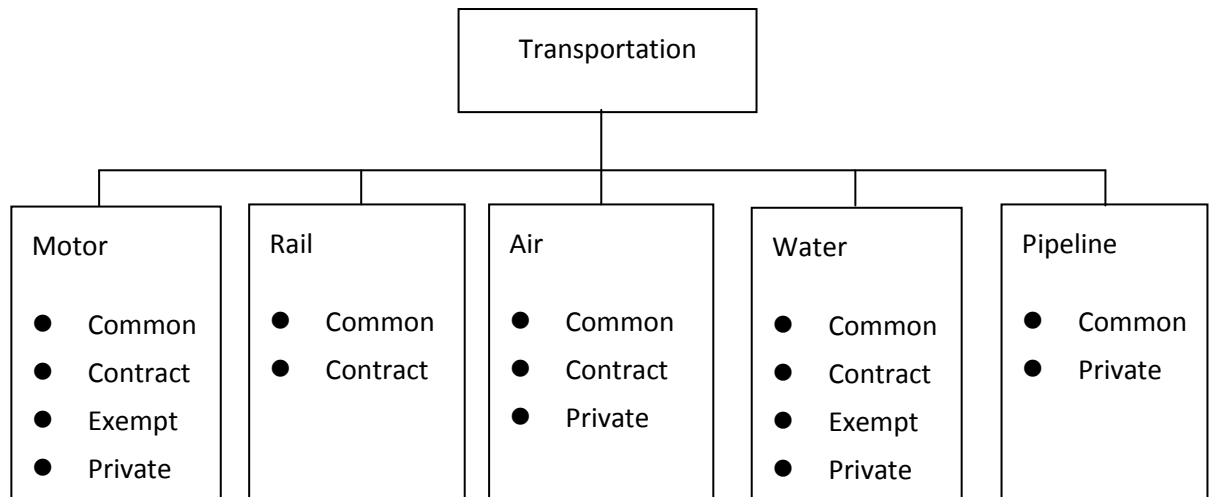 Transportation
Motor
Common
Contract
Exempt
Private
Rail
Common
Contract
Air
Common
Contract
Private
Water
Common
Contract
Exempt
Private
Pipeline
Common
Private